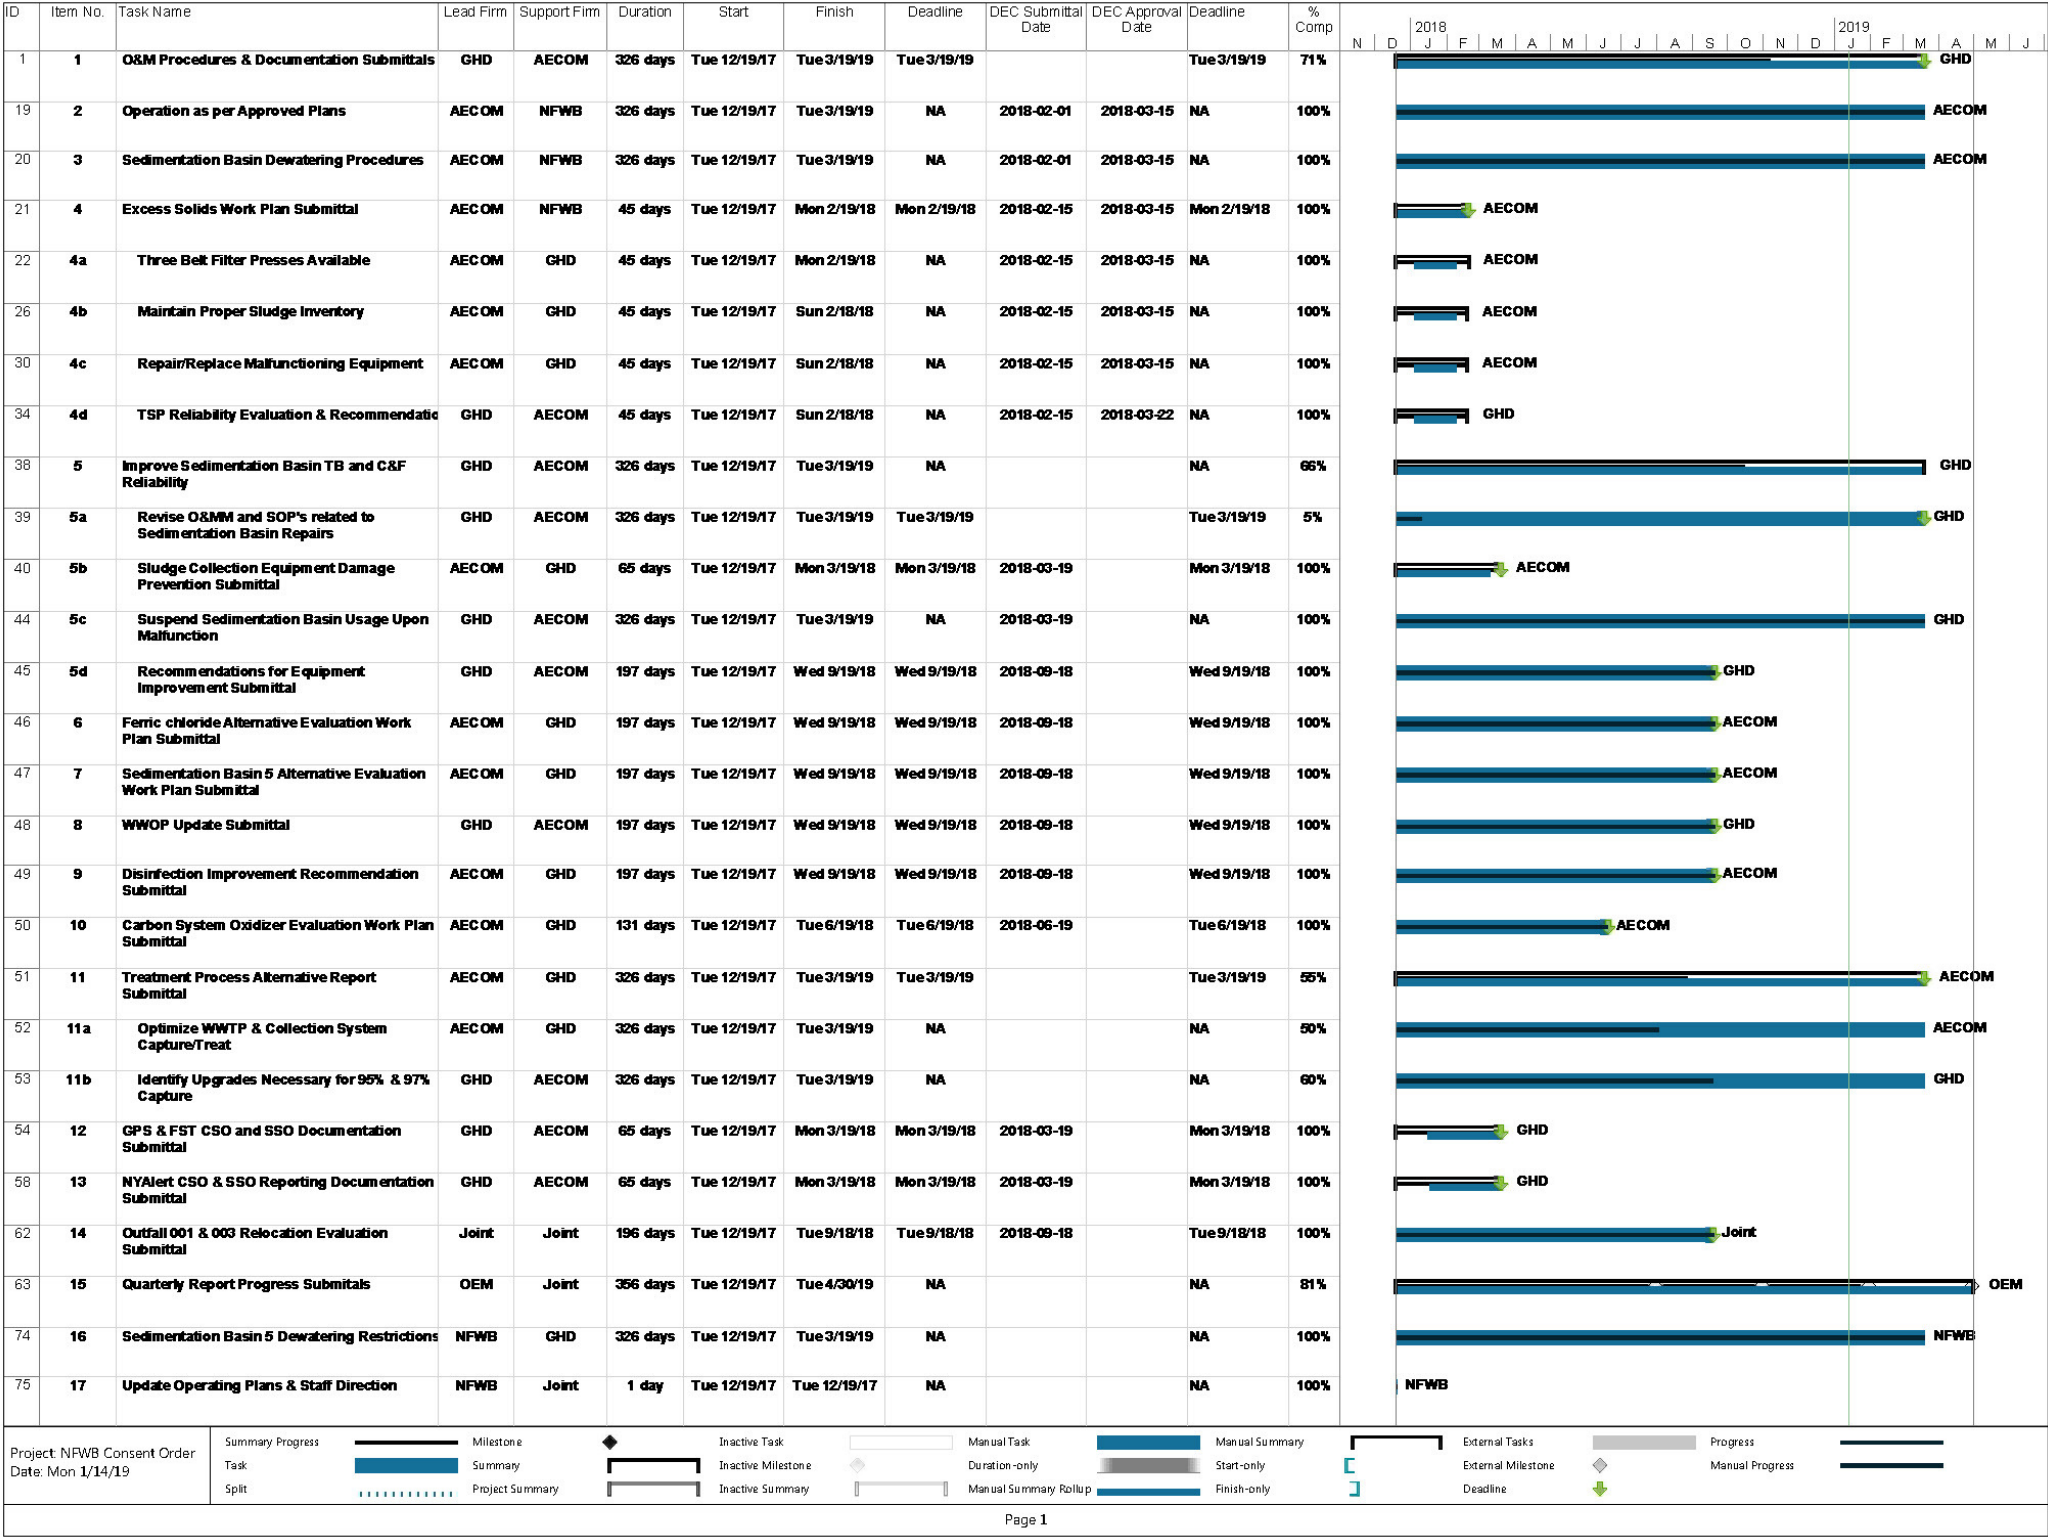 ID Item No. Task Name Lead Firm Support Firm Duration Start Finish Deadline DEC Submittal Date DEC Approval Date Deadline % Comp
2018 2019
N D J F M A M J J A S O N D J F M A M J
1 1 O&M Procedures & Documentation Submittals GHD AECOM 326 days Tue 12/19/17 Tue 3/19/19 Tue 3/19/19 Tue 3/19/19 71% GHD
19 2 Operation as per Approved Plans AECOM NFWB 326 days Tue 12/19/17 Tue 3/19/19 NA 2018-02-01 2018-03-15 NA 100% AECOM
20 3 Sedimentation Basin Dewatering Procedures AECOM NFWB 326 days Tue 12/19/17 Tue 3/19/19 NA 2018-02-01 2018-03-15 NA 100% AECOM
21 4 Excess Solids Work Plan Submittal AECOM NFWB 45 days Tue 12/19/17 Mon 2/19/18 Mon 2/19/18 2018-02-15 2018-03-15 Mon 2/19/18 100% AECOM
22 4a Three Belt Filter Presses Available AECOM GHD 45 days Tue 12/19/17 Mon 2/19/18 NA 2018-02-15 2018-03-15 NA 100% AECOM
26 4b Maintain Proper Sludge Inventory AECOM GHD 45 days Tue 12/19/17 Sun 2/18/18 NA 2018-02-15 2018-03-15 NA 100% AECOM
30 4c Repair/Replace Malfunctioning Equipment AECOM GHD 45 days Tue 12/19/17 Sun 2/18/18 NA 2018-02-15 2018-03-15 NA 100% AECOM
34 4d TSP Reliability Evaluation & Recommendatio GHD AECOM 45 days Tue 12/19/17 Sun 2/18/18 NA 2018-02-15 2018-03-22 NA 100% GHD
38 5 Improve Sedimentation Basin TB and C&F GHD AECOM 326 days Tue 12/19/17 Tue 3/19/19 NA NA 66% GHD
Reliability
39 5a Revise O&MM and SOP's related to GHD AECOM 326 days Tue 12/19/17 Tue 3/19/19 Tue 3/19/19 Tue 3/19/19 5% GHD
Sedimentation Basin Repairs
40 5b Sludge Collection Equipment Damage AECOM GHD 65 days Tue 12/19/17 Mon 3/19/18 Mon 3/19/18 2018-03-19 Mon 3/19/18 100% AECOM
Prevention Submittal
44 5c Suspend Sedimentation Basin Usage Upon GHD AECOM 326 days Tue 12/19/17 Tue 3/19/19 NA 2018-03-19 NA 100% GHD
Malfunction
45 5d Recommendations for Equipment GHD AECOM 197 days Tue 12/19/17 Wed 9/19/18 Wed 9/19/18 2018-09-18 Wed 9/19/18 100% GHD
Improvement Submittal
46 6 Ferric chloride Alternative Evaluation Work AECOM GHD 197 days Tue 12/19/17 Wed 9/19/18 Wed 9/19/18 2018-09-18 Wed 9/19/18 100% AECOM
Plan Submittal
47 7 Sedimentation Basin 5 Alternative Evaluation AECOM GHD 197 days Tue 12/19/17 Wed 9/19/18 Wed 9/19/18 2018-09-18 Wed 9/19/18 100% AECOM
Work Plan Submittal
48 8 WWOP Update Submittal GHD AECOM 197 days Tue 12/19/17 Wed 9/19/18 Wed 9/19/18 2018-09-18 Wed 9/19/18 100% GHD
49 9 Disinfection Improvement Recommendation AECOM GHD 197 days Tue 12/19/17 Wed 9/19/18 Wed 9/19/18 2018-09-18 Wed 9/19/18 100% AECOM
Submittal
50 10 Carbon System Oxidizer Evaluation Work Plan AECOM GHD 131 days Tue 12/19/17 Tue 6/19/18 Tue 6/19/18 2018-06-19 Tue 6/19/18 100% AECOM
Submittal
51 11 Treatment Process Alternative Report AECOM GHD 326 days Tue 12/19/17 Tue 3/19/19 Tue 3/19/19 Tue 3/19/19 55% AECOM
Submittal
52 11a Optimize WWTP & Collection System AECOM GHD 326 days Tue 12/19/17 Tue 3/19/19 NA NA 50% AECOM
Capture/Treat
53 11b Identify Upgrades Necessary for 95% & 97% GHD AECOM 326 days Tue 12/19/17 Tue 3/19/19 NA NA 60% GHD
Capture
54 12 GPS & FST CSO and SSO Documentation GHD AECOM 65 days Tue 12/19/17 Mon 3/19/18 Mon 3/19/18 2018-03-19 Mon 3/19/18 100% GHD
Submittal
58 13 NYAlert CSO & SSO Reporting Documentation GHD AECOM 65 days Tue 12/19/17 Mon 3/19/18 Mon 3/19/18 2018-03-19 Mon 3/19/18 100% GHD
Submittal
62 14 Outfall 001 & 003 Relocation Evaluation Joint Joint 196 days Tue 12/19/17 Tue 9/18/18 Tue 9/18/18 2018-09-18 Tue 9/18/18 100% Joint
Submittal
63 15 Quarterly Report Progress Submitals OEM Joint 356 days Tue 12/19/17 Tue 4/30/19 NA NA 81% OEM
74 16 Sedimentation Basin 5 Dewatering Restrictions NFWB GHD 326 days Tue 12/19/17 Tue 3/19/19 NA NA 100% NFWB
75 17 Update Operating Plans & Staff Direction NFWB Joint 1 day Tue 12/19/17 Tue 12/19/17 NA NA 100% NFWB
Project: NFWB Consent Order
Date: Mon 1/14/19
Summary Progress Milestone Inactive Task Manual Task Manual Summary External Tasks Progress
Task Summary Inactive Milestone Duration-only Start-only External Milestone Manual Progress
Split Project Summary Inactive Summary Manual Summary Rollup Finish-only Deadline
Page 1